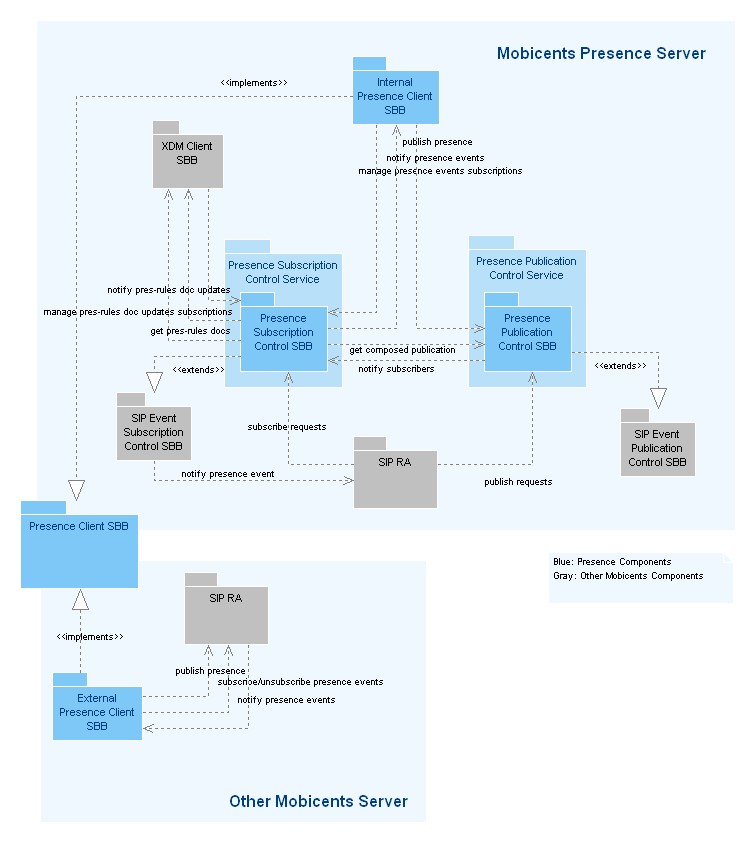 Mobicents Presence Server
<<implements>>
Internal
Presence Client
SBB
publish presence
notify presence events
manage presence events subscriptions
XDM Client
SBB
Presence Subscription
Control Service
Presence Publication
Control Service
notify pres-rules doc updates
manage pres-rules doc updates subscriptions
get pres-rules docs
Presence
Subscription
Control SBB
Presence
Publication
Control SBB
get composed publication
notify subscribers
<<extends>>
<<extends>>
SIP Event
Subscription
Control SBB
subscribe requests
SIP Event
Publication
Control SBB
notify presence event
SIP RA
publish requests
Presence Client SBB
Blue: Presence Components
Gray: Other Mobicents Components
SIP RA
<<implements>>
publish presence
subscribe/unsubscribe presence events
notify presence events
External
Presence Client
SBB
Other Mobicents Server